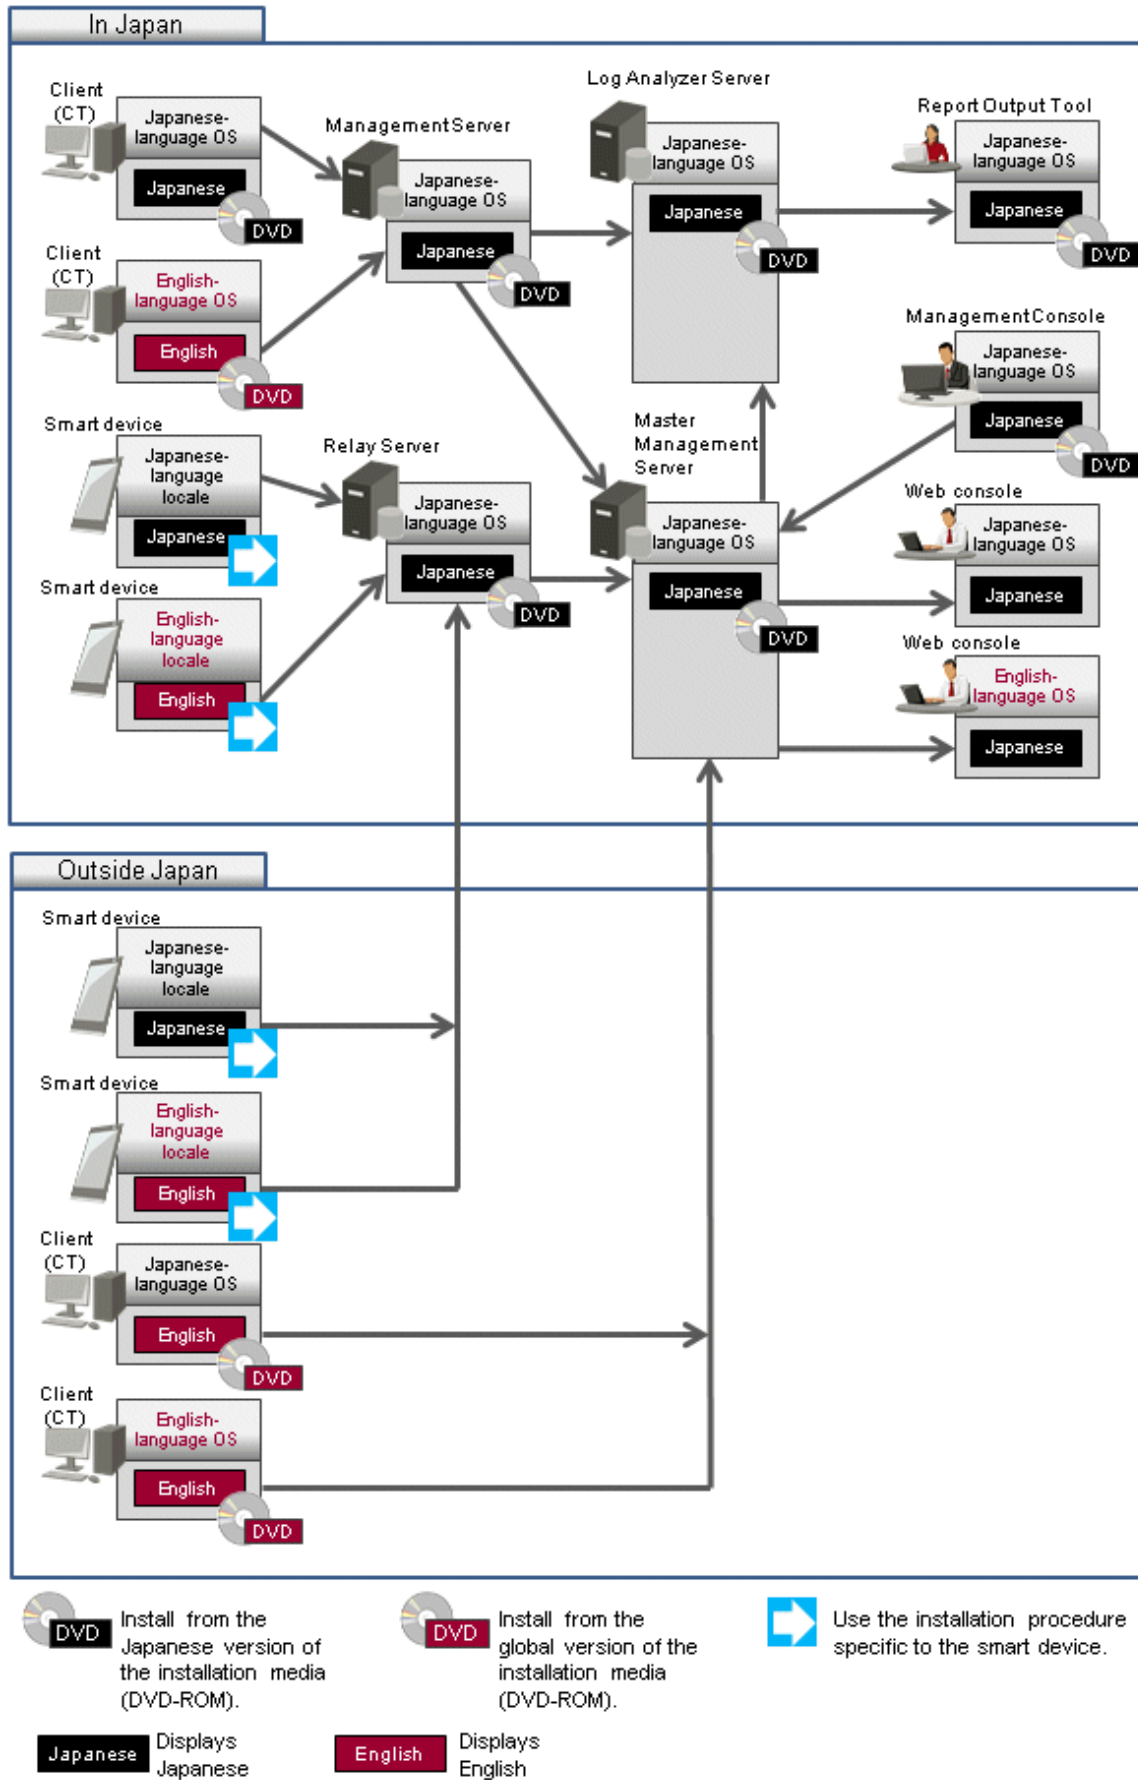 In Japan
Client
(CT)
Japanese-
language OS
Japanese
DVD
Management Server
Japanese-
language OS
Japanese
DVD
Log Analyzer Server
Japanese-
language OS
Japanese
DVD
Report Output Tool
Japanese-
language OS
Japanese
DVD
Client
(CT)
English-
language OS
English
DVD
Management Console
Japanese-
language OS
Japanese
DVD
Smart device
Japanese-
language
locale
Japanese
Relay Server
Japanese-
language OS
Japanese
DVD
Master
Management
Server
Japanese-
language OS
Japanese
DVD
Web console
Japanese-
language OS
Japanese
Smart device
English-
language
locale
English
Web console
English-
language OS
Japanese
Outside Japan
Smart device
Japanese-
language
locale
Japanese
Smart device
English-
language
locale
English
Client
(CT)
Japanese-
language OS
English
DVD
Client
(CT)
English-
language OS
English
DVD
DVD
Install from the
Japanese version of
the installation media
(DVD-ROM).
DVD
Install from the
global version of the
installation media
(DVD-ROM).
Use the installation procedure
specific to the smart device.
Japanese
Displays
Japanese
English
Displays
English